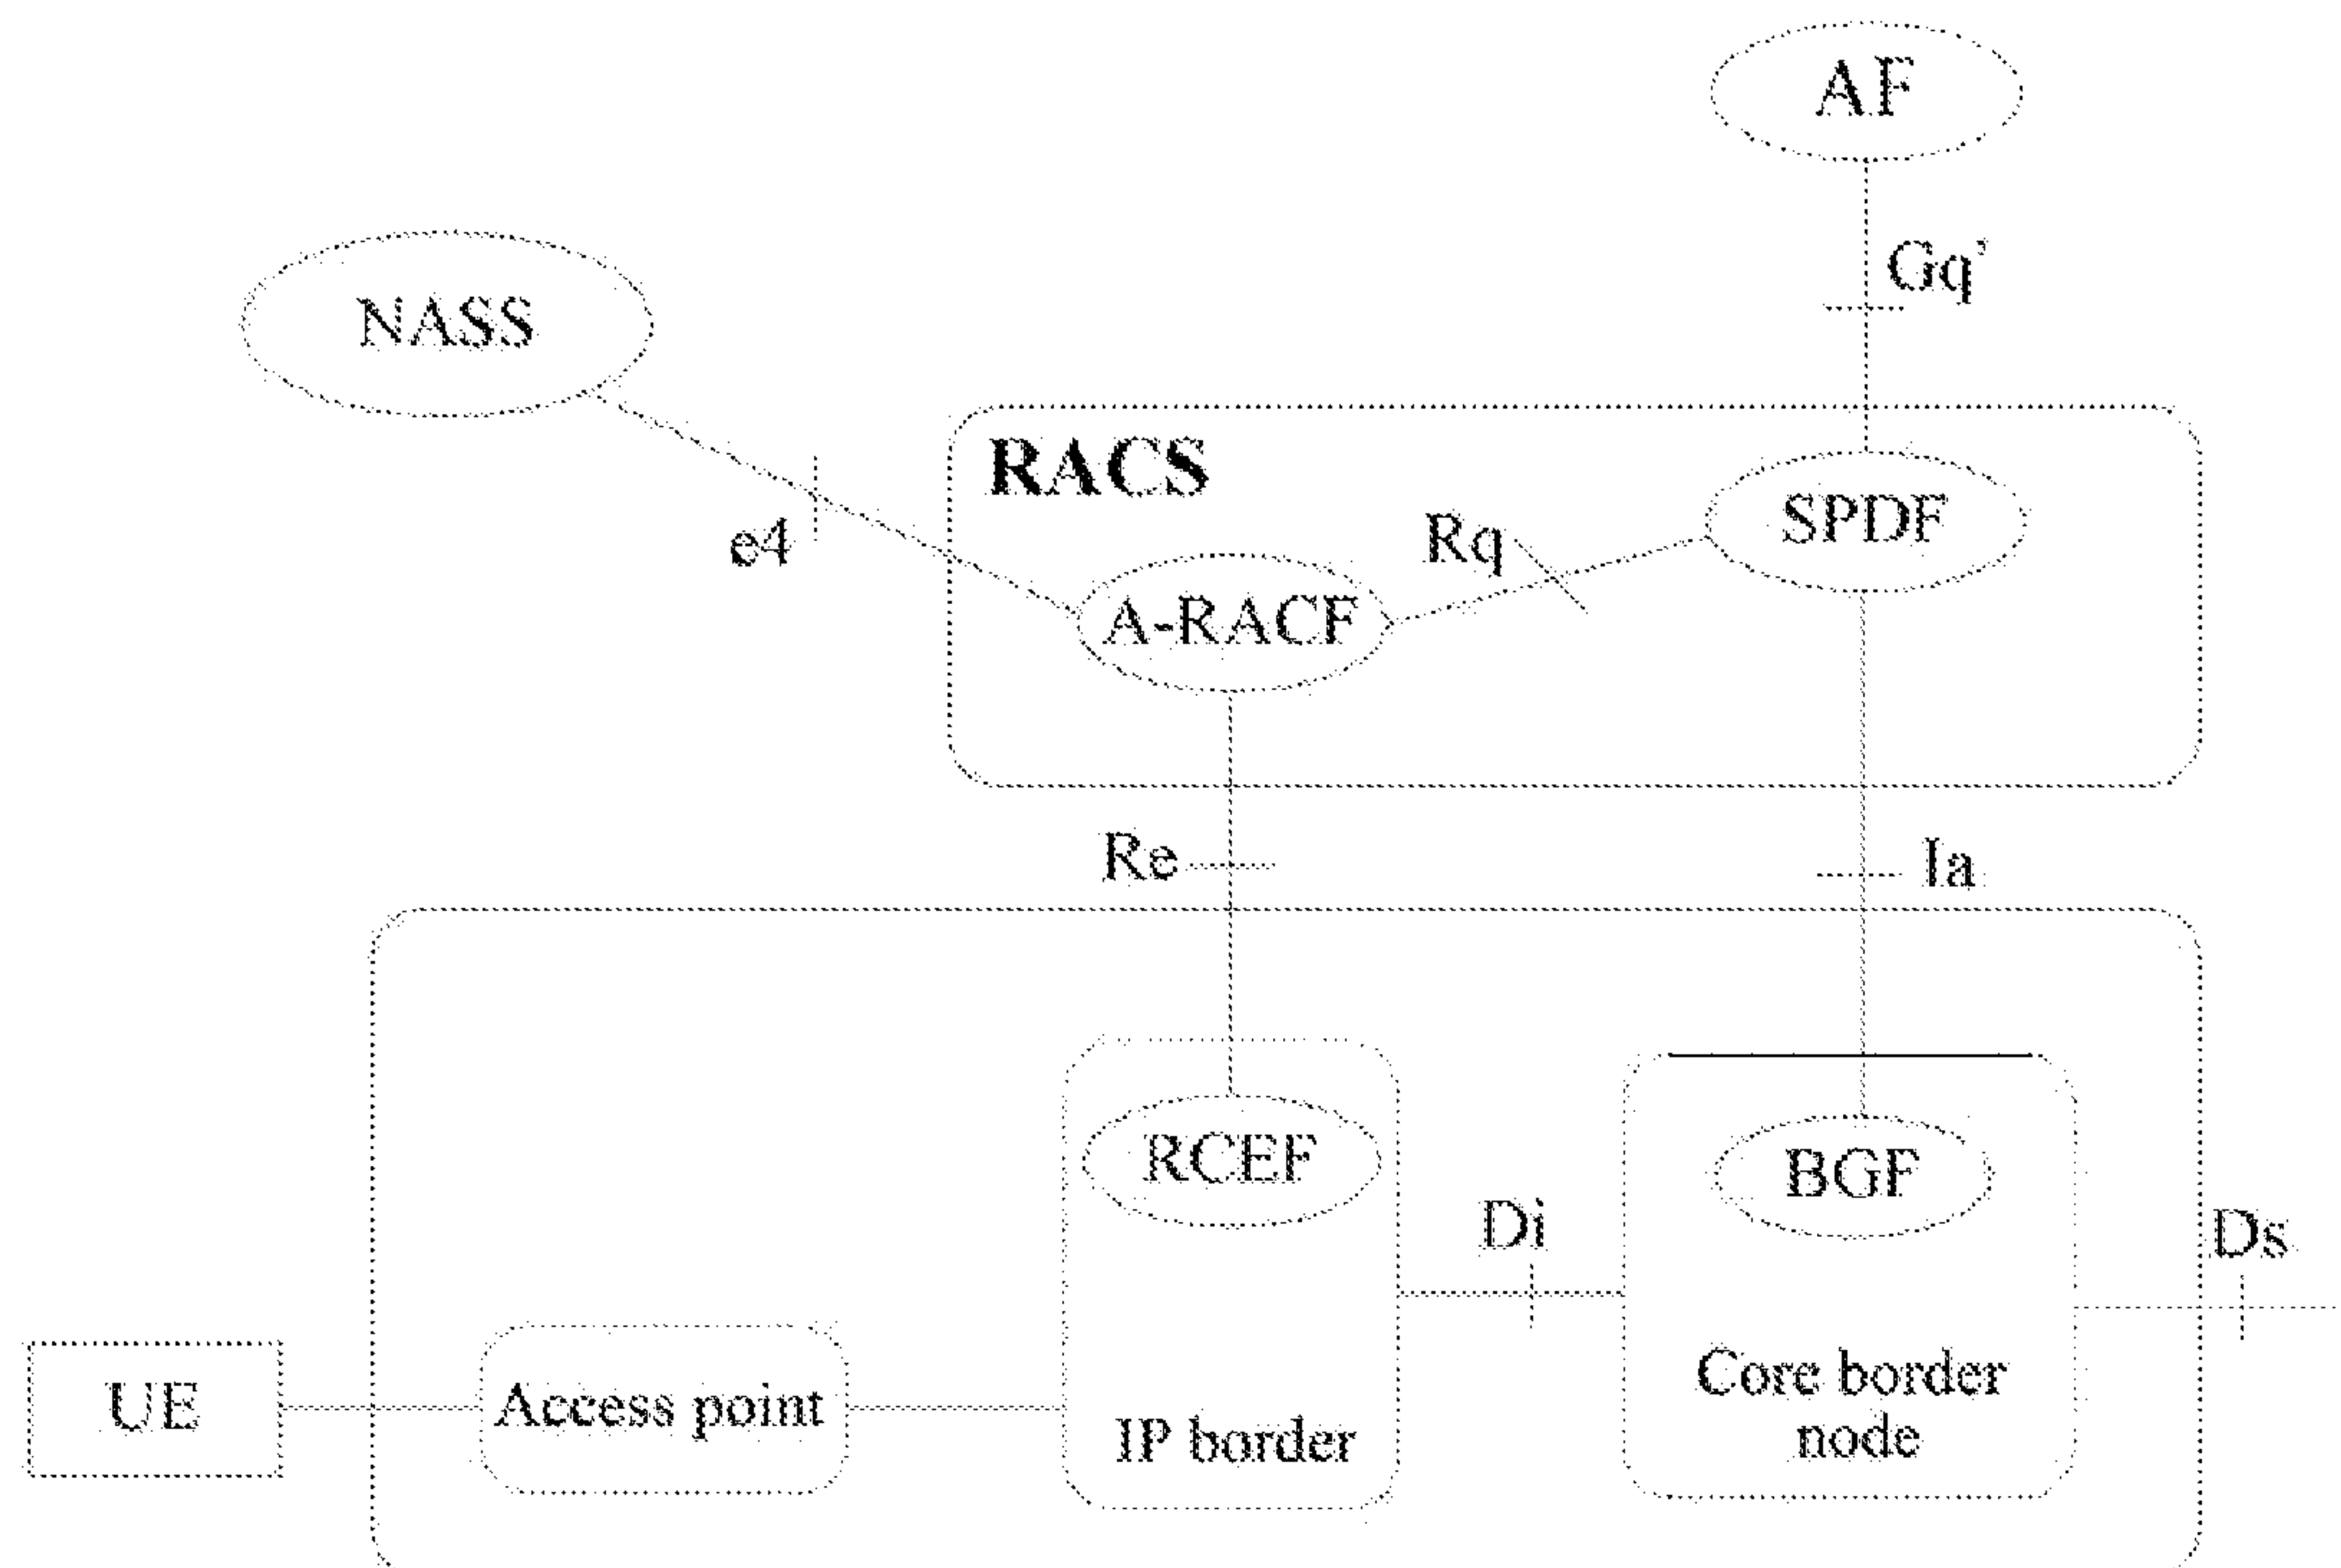 AF
Gq'
NASS
RACS
SPDF
Rq
e4
A-RACF
Re
Ia
RCEF
BGF
Di
Ds
UE
Access point
IP border
Core border
node